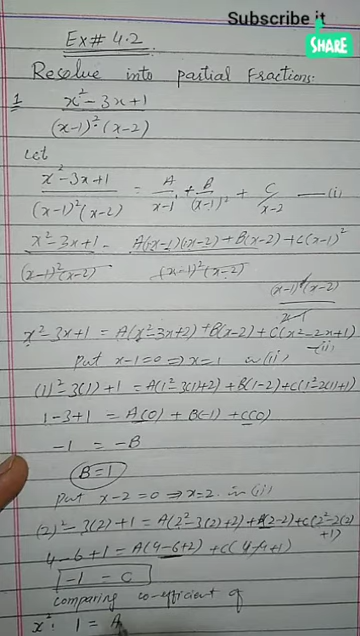 Subscribe it
SHARE
Ex# 4.2
Resolve into partial Fractions:
1 x²-3x+1
(x-1)²(x-2)
Let
x²-3x+1 = A + B + C —(i)
(x-1)²(x-2) x-1 (x-1)² x-2
x²-3x+1 = A(x-1)(x-2)+B(x-2)+C(x-1)²
(x-1)²(x-2) (x-1)²(x-2)
(x-1)²(x-2)
x-1
x²-3x+1 = A(x²-3x+2)+B(x-2)+C(x²-2x+1)
—(ii)
Put x-1=0 ⇒ x=1 in (ii)
(1)²-3(1)+1 = A(1²-3(1)+2)+B(1-2)+C(1²-2(1)+1)
1-3+1 = A(0)+B(-1)+C(0)
-1 = -B
B=1
put x-2=0 ⇒ x=2 in (ii)
(2)²-3(2)+1 = A(2²-3(2)+2)+B(2-2)+C(2²-2(2)
+1)
4-6+1 = A(4-6+2)+C(4-4+1)
-1 = C
Comparing co-efficient of
x²: 1 = A